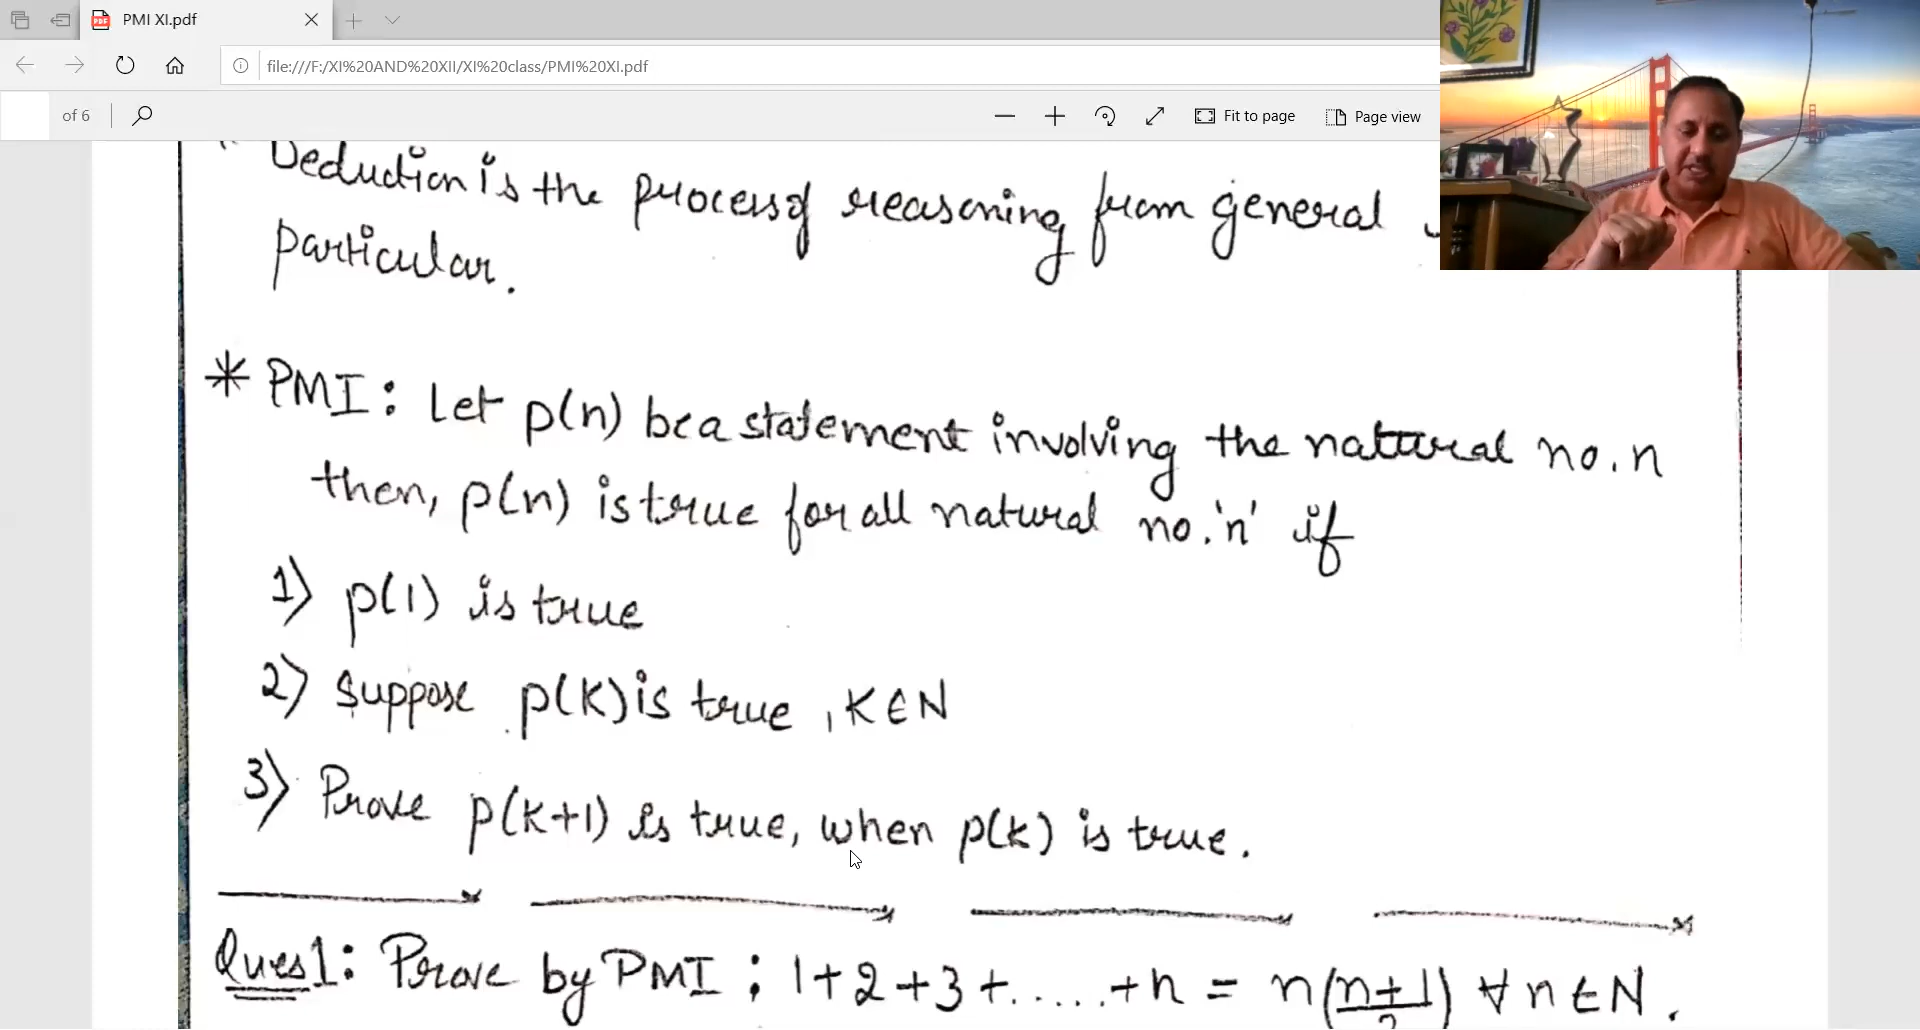 PMI XI.pdf
file:///F:/XI%20AND%20XII/XI%20class/PMI%20XI.pdf
of 6
Fit to page
Page view
Deduction is the process of reasoning from general
particular.
* PMI : Let p(n) be a statement involving the natural no. n
then, p(n) is true for all natural no. 'n' if
1) p(1) is true
2) Suppose p(K) is true , K ∈ N
3) Prove p(K+1) is true, when p(k) is true.
Ques1 : Prove by PMI : 1+2+3+.....+n = n(n+1)/2 ∀ n ∈ N.